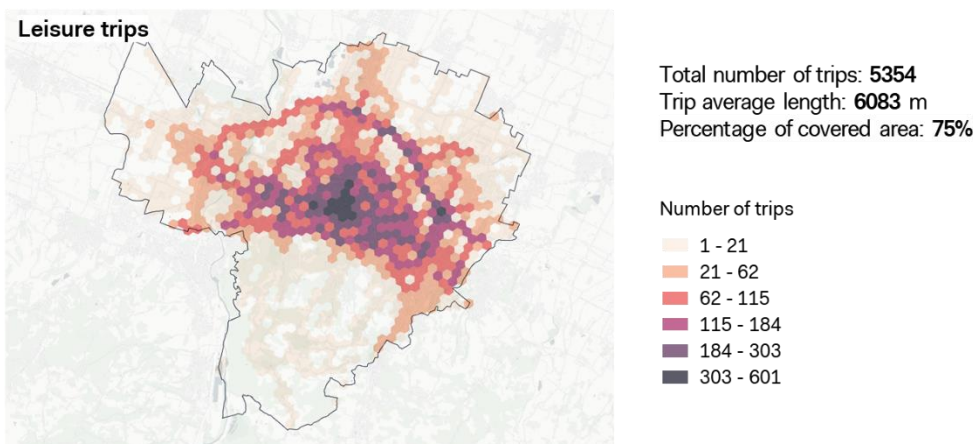 Leisure trips
Total number of trips: 5354
Trip average length: 6083 m
Percentage of covered area: 75%
Number of trips
1 - 21
21 - 62
62 - 115
115 - 184
184 - 303
303 - 601